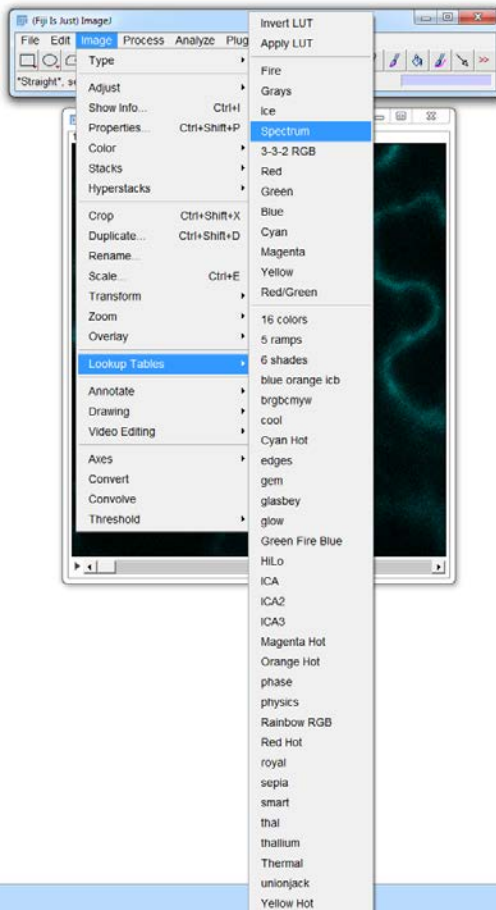 (Fiji Is Just) ImageJ
File Edit Image Process Analyze Plug
"Straight", s
Type
Adjust
Show Info... Ctrl+I
Properties... Ctrl+Shift+P
Color
Stacks
Hyperstacks
Crop Ctrl+Shift+X
Duplicate... Ctrl+Shift+D
Rename...
Scale... Ctrl+E
Transform
Zoom
Overlay
Lookup Tables
Annotate
Drawing
Video Editing
Axes
Convert
Convolve
Threshold
Invert LUT
Apply LUT
Fire
Grays
Ice
Spectrum
3-3-2 RGB
Red
Green
Blue
Cyan
Magenta
Yellow
Red/Green
16 colors
5 ramps
6 shades
blue orange icb
brgbcmyw
cool
Cyan Hot
edges
gem
glasbey
glow
Green Fire Blue
HiLo
ICA
ICA2
ICA3
Magenta Hot
Orange Hot
phase
physics
Rainbow RGB
Red Hot
royal
sepia
smart
thal
thallium
Thermal
unionjack
Yellow Hot
>>